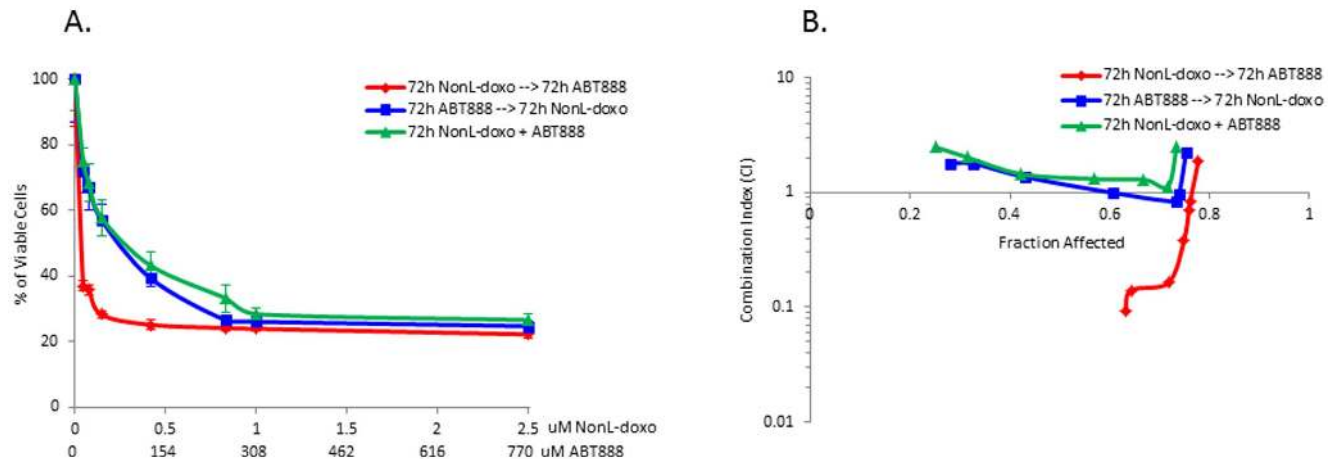 A.
72h NonL-doxo --> 72h ABT888
72h ABT888 --> 72h NonL-doxo
72h NonL-doxo + ABT888
% of Viable Cells
100
80
60
40
20
0
0 0.5 1 1.5 2 2.5 uM NonL-doxo
0 154 308 462 616 770 uM ABT888
B.
72h NonL-doxo --> 72h ABT888
72h ABT888 --> 72h NonL-doxo
72h NonL-doxo + ABT888
Combination Index (CI)
10
1
0.1
0.01
0 0.2 0.4 0.6 0.8 1
Fraction Affected